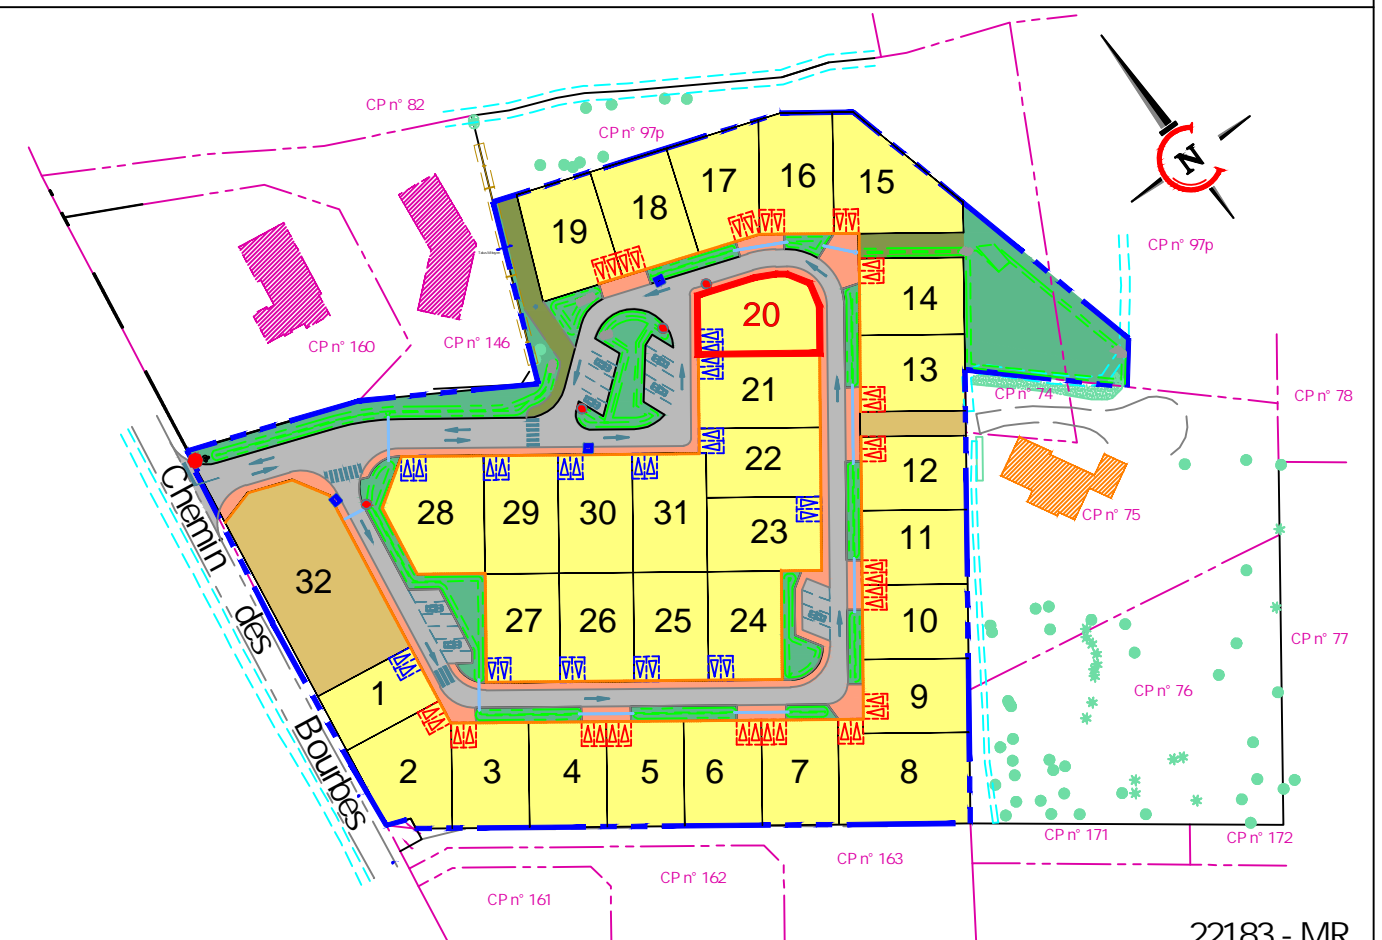 CP n° 82
CP n° 97p
N
CP n° 97p
CP n° 160
CP n° 146
CP n° 74
CP n° 78
CP n° 75
CP n° 77
CP n° 76
CP n° 171
CP n° 172
CP n° 163
CP n° 162
CP n° 161
Chemin
des
Bourbes
19
18
17
16
15
14
13
12
11
10
9
8
7
6
5
4
3
2
1
32
20
21
22
23
28
29
30
31
27
26
25
24
22183 - MR